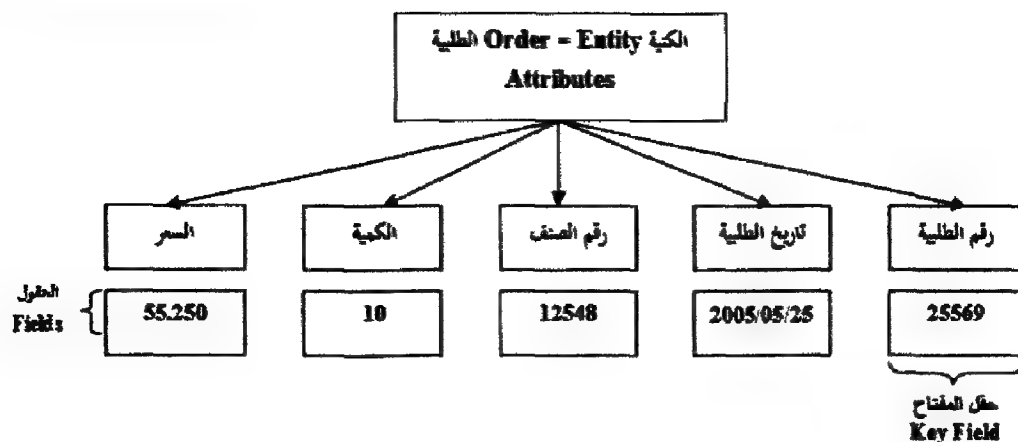 الكنية Order = Entity الطلبية
Attributes
رقم الطلبية
تاريخ الطلبية
رقم الصنف
الكمية
السعر
25569
2005/05/25
12548
10
55.250
الحقول
Fields
حقل المفتاح
Key Field